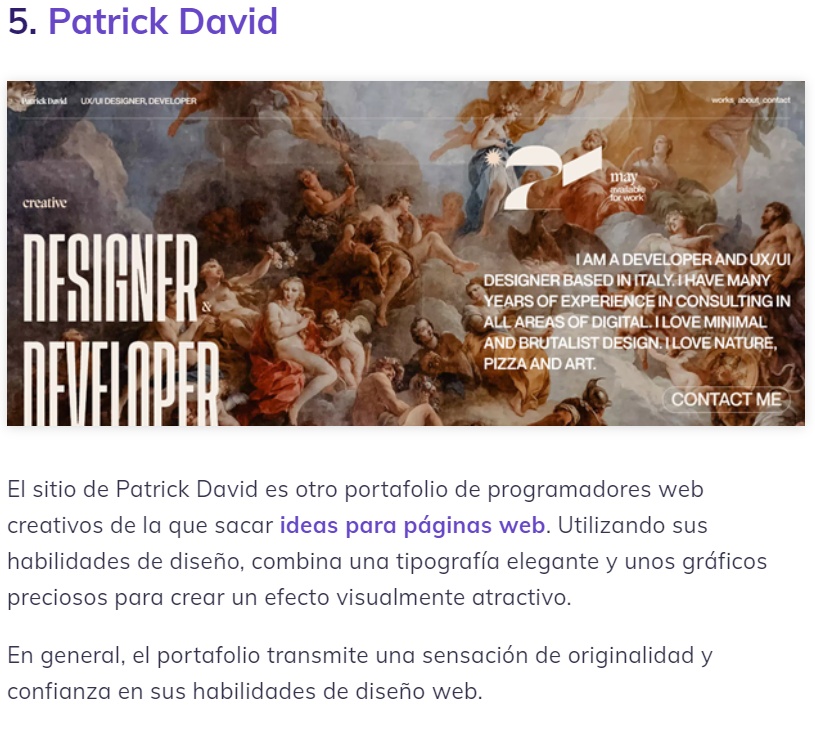 5. Patrick David
Patrick David UX/UI DESIGNER, DEVELOPER
works, about, contact
creative
DESIGNER
&
DEVELOPER
21
may
available
for work
I AM A DEVELOPER AND UX/UI
DESIGNER BASED IN ITALY. I HAVE MANY
YEARS OF EXPERIENCE IN CONSULTING IN
ALL AREAS OF DIGITAL. I LOVE MINIMAL
AND BRUTALIST DESIGN. I LOVE NATURE,
PIZZA AND ART.
CONTACT ME
El sitio de Patrick David es otro portafolio de programadores web
creativos de la que sacar ideas para páginas web. Utilizando sus
habilidades de diseño, combina una tipografía elegante y unos gráficos
preciosos para crear un efecto visualmente atractivo.
En general, el portafolio transmite una sensación de originalidad y
confianza en sus habilidades de diseño web.